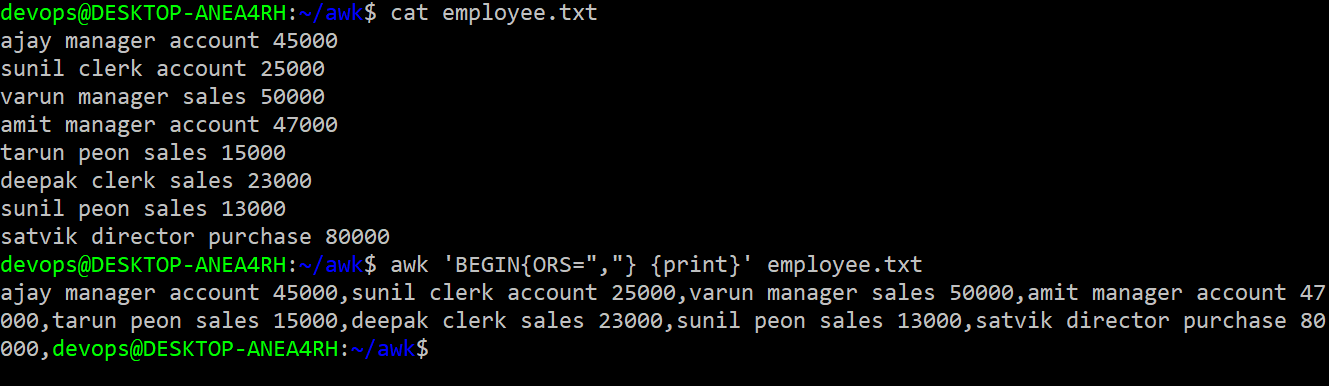 devops@DESKTOP-ANEA4RH:~/awk$ cat employee.txt
ajay manager account 45000
sunil clerk account 25000
varun manager sales 50000
amit manager account 47000
tarun peon sales 15000
deepak clerk sales 23000
sunil peon sales 13000
satvik director purchase 80000
devops@DESKTOP-ANEA4RH:~/awk$ awk 'BEGIN{ORS=","} {print}' employee.txt
ajay manager account 45000,sunil clerk account 25000,varun manager sales 50000,amit manager account 47
000,tarun peon sales 15000,deepak clerk sales 23000,sunil peon sales 13000,satvik director purchase 80
000,devops@DESKTOP-ANEA4RH:~/awk$